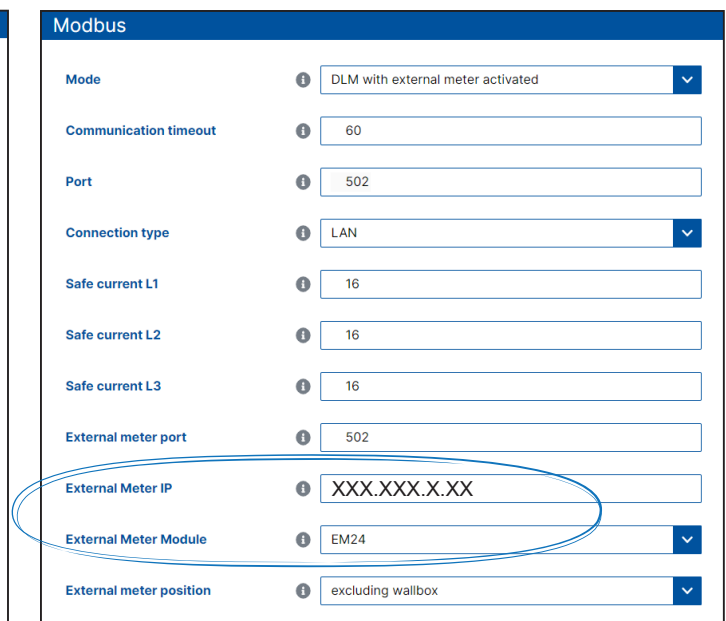 Modbus
Mode DLM with external meter activated
Communication timeout 60
Port 502
Connection type LAN
Safe current L1 16
Safe current L2 16
Safe current L3 16
External meter port 502
External Meter IP XXX.XXX.X.XX
External Meter Module EM24
External meter position excluding wallbox